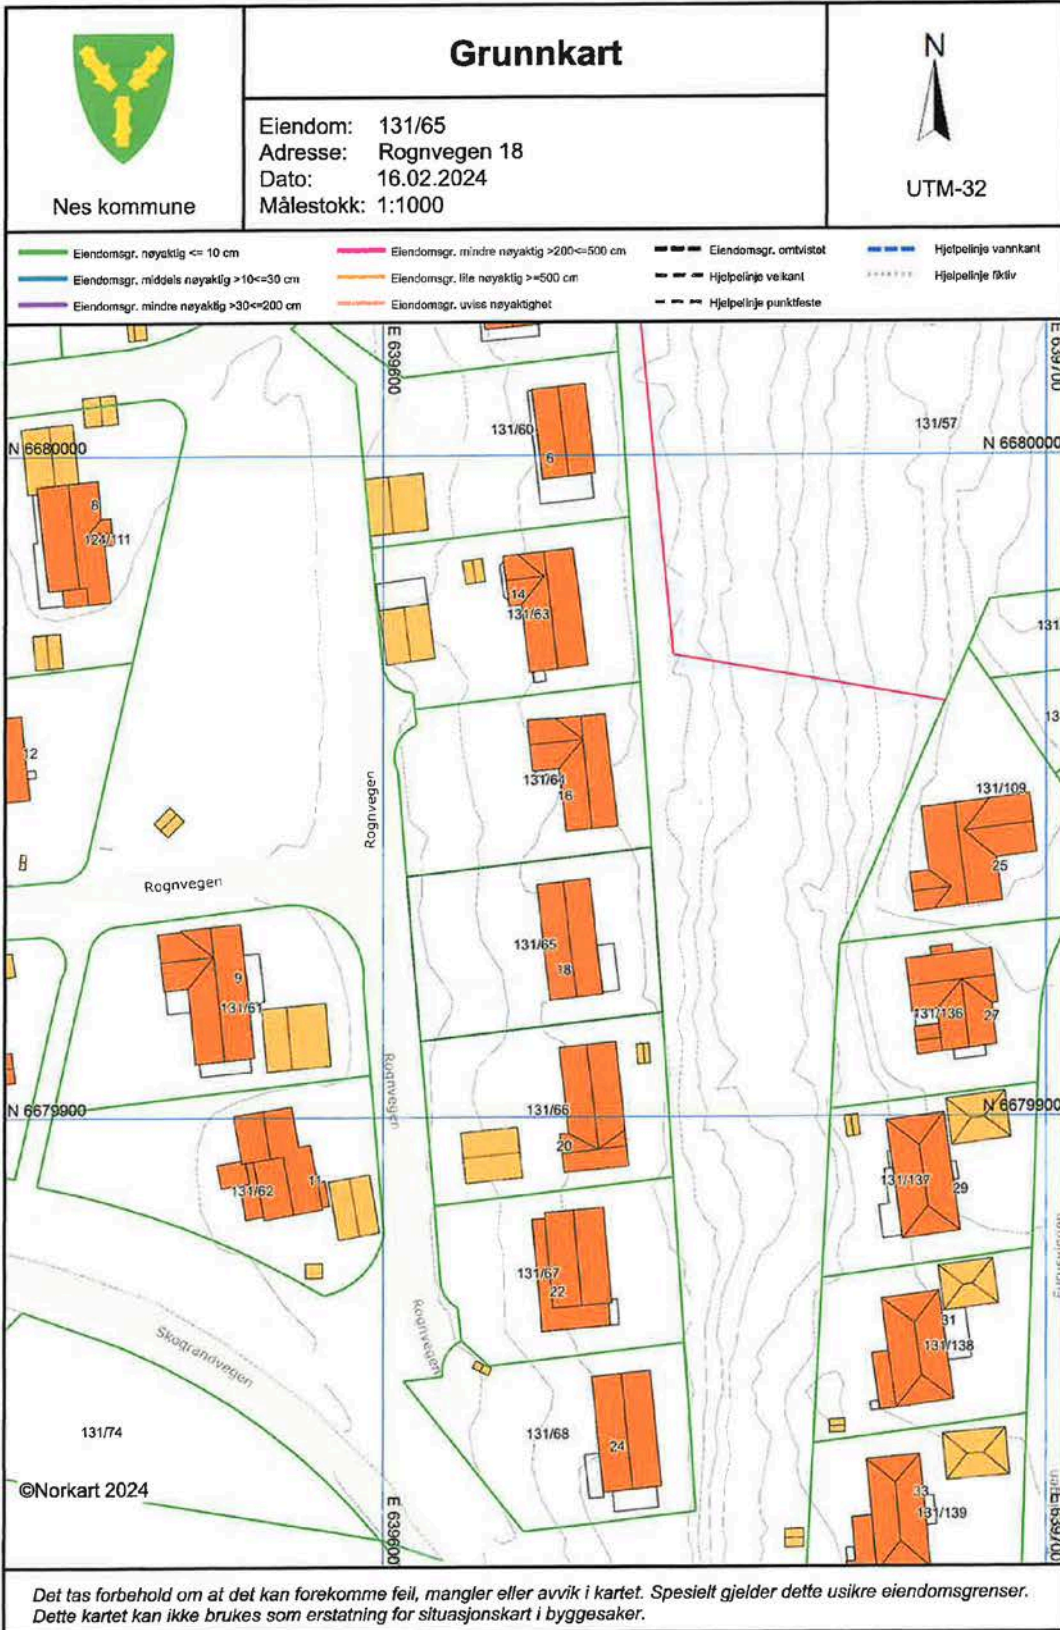 Grunnkart
Nes kommune
Eiendom: 131/65
Adresse: Rognvegen 18
Dato: 16.02.2024
Målestokk: 1:1000
N
UTM-32
Eiendomsgr. nøyaktig <= 10 cm
Eiendomsgr. middels nøyaktig >10<=30 cm
Eiendomsgr. mindre nøyaktig >30<=200 cm
Eiendomsgr. mindre nøyaktig >200<=500 cm
Eiendomsgr. lite nøyaktig >=500 cm
Eiendomsgr. uviss nøyaktighet
Eiendomsgr. omtvistet
Hjelpelinje veikant
Hjelpelinje punktfeste
Hjelpelinje vannkant
Hjelpelinje fiktiv
E 639600
E 639700
131/57
131/60
6
N 6680000
N 6680000
8
124/111
14
131/63
131
13
12
131/64
16
Rognvegen
131/109
25
Rognvegen
131/65
18
9
131/61
131/136
27
Rognvegen
N 6679900
N 6679900
131/66
20
131/62
11
131/137
29
131/67
22
Rognvegen
31
131/138
Skograndvegen
131/74
131/68
24
33
131/139
©Norkart 2024
E 639600
E 639700
Det tas forbehold om at det kan forekomme feil, mangler eller avvik i kartet. Spesielt gjelder dette usikre eiendomsgrenser.
Dette kartet kan ikke brukes som erstatning for situasjonskart i byggesaker.